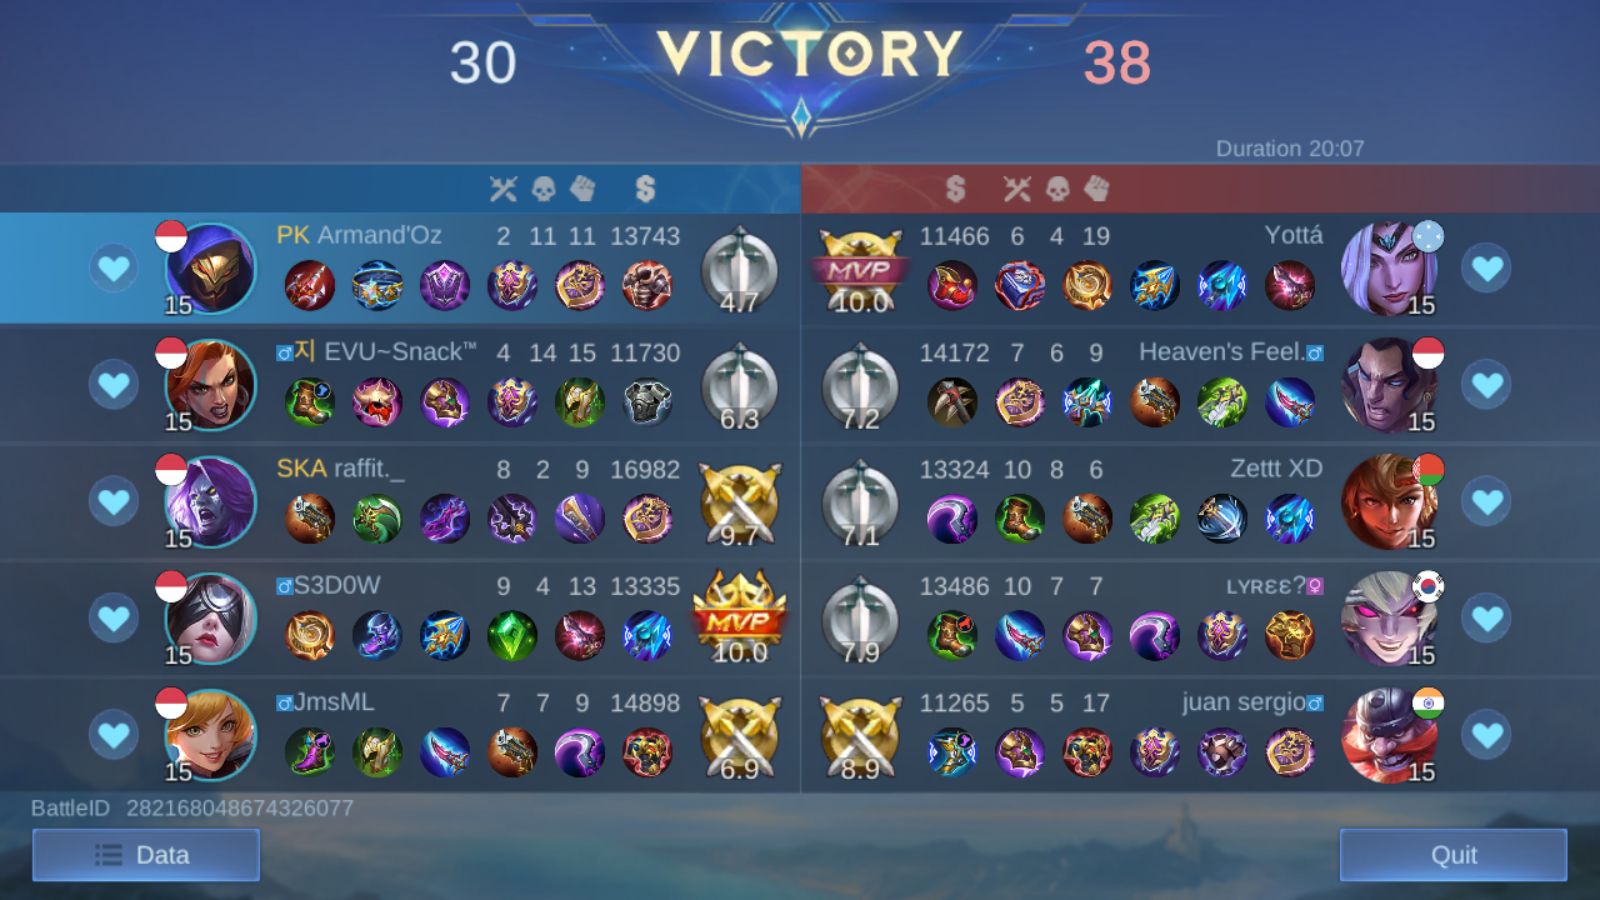 30 VICTORY 38
Duration 20:07
PK Armand'Oz 2 11 11 13743
15 4.7
MVP 11466 6 4 19 Yottá
10.0 15
지 EVU~Snack™ 4 14 15 11730
15 6.3
14172 7 6 9 Heaven's Feel.
7.2 15
SKA raffit._ 8 2 9 16982
15 9.7
13324 10 8 6 Zettt XD
7.1 15
S3D0W 9 4 13 13335
15 MVP 10.0
13486 10 7 7 ʟʏʀɛɛ?
7.9 15
JmsML 7 7 9 14898
15 6.9
11265 5 5 17 juan sergio
8.9 15
BattleID 282168048674326077
Data
Quit